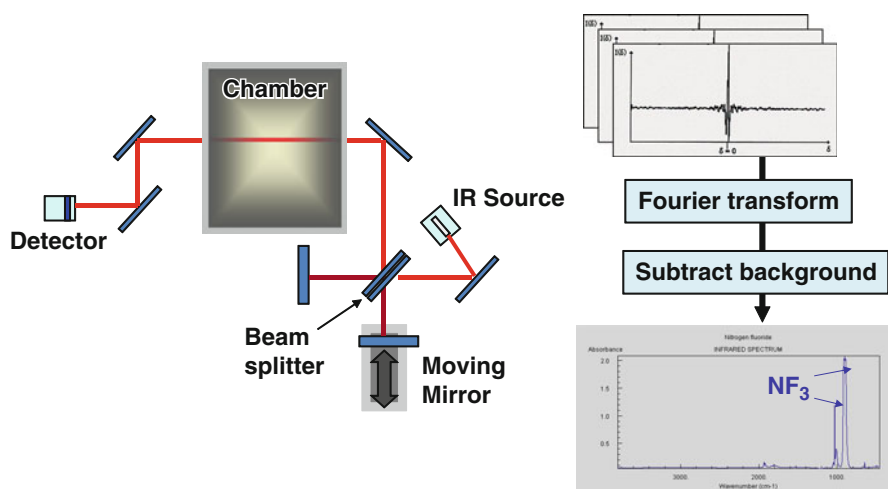 Chamber
IR Source
Detector
Beam
splitter
Moving
Mirror
I(δ)
I(δ)
I(δ)
δ = 0
δ
Fourier transform
Subtract background
Nitrogen fluoride
Absorbance
INFRARED SPECTRUM
2.0
NF₃
1.5
1.0
0.5
3000.
2000.
1000.
Wavenumber (cm-1)